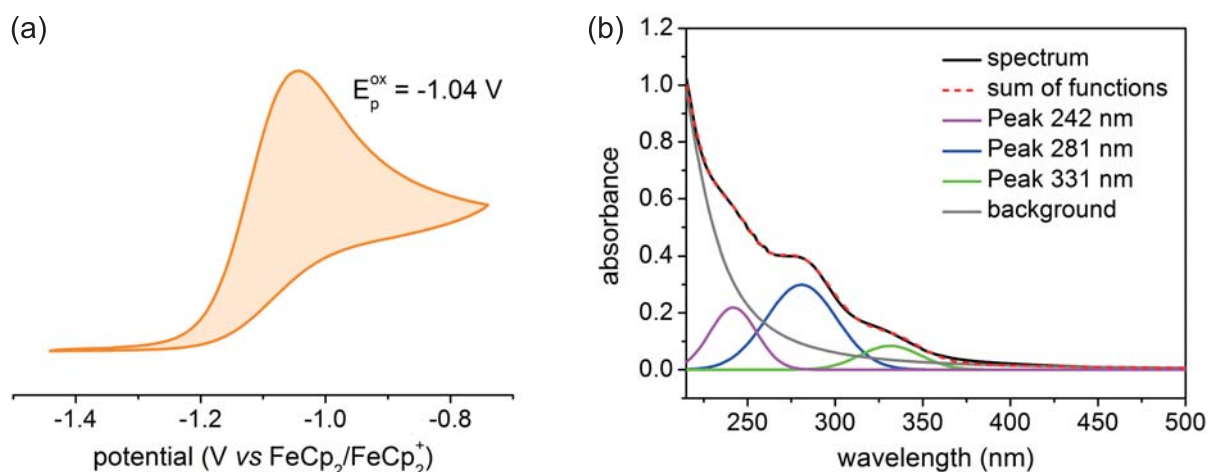 (a)
E_p^ox = -1.04 V
-1.4 -1.2 -1.0 -0.8
potential (V vs FeCp₂/FeCp₂⁺)
(b)
1.2
1.0
0.8
0.6
0.4
0.2
0.0
absorbance
spectrum
sum of functions
Peak 242 nm
Peak 281 nm
Peak 331 nm
background
250 300 350 400 450 500
wavelength (nm)